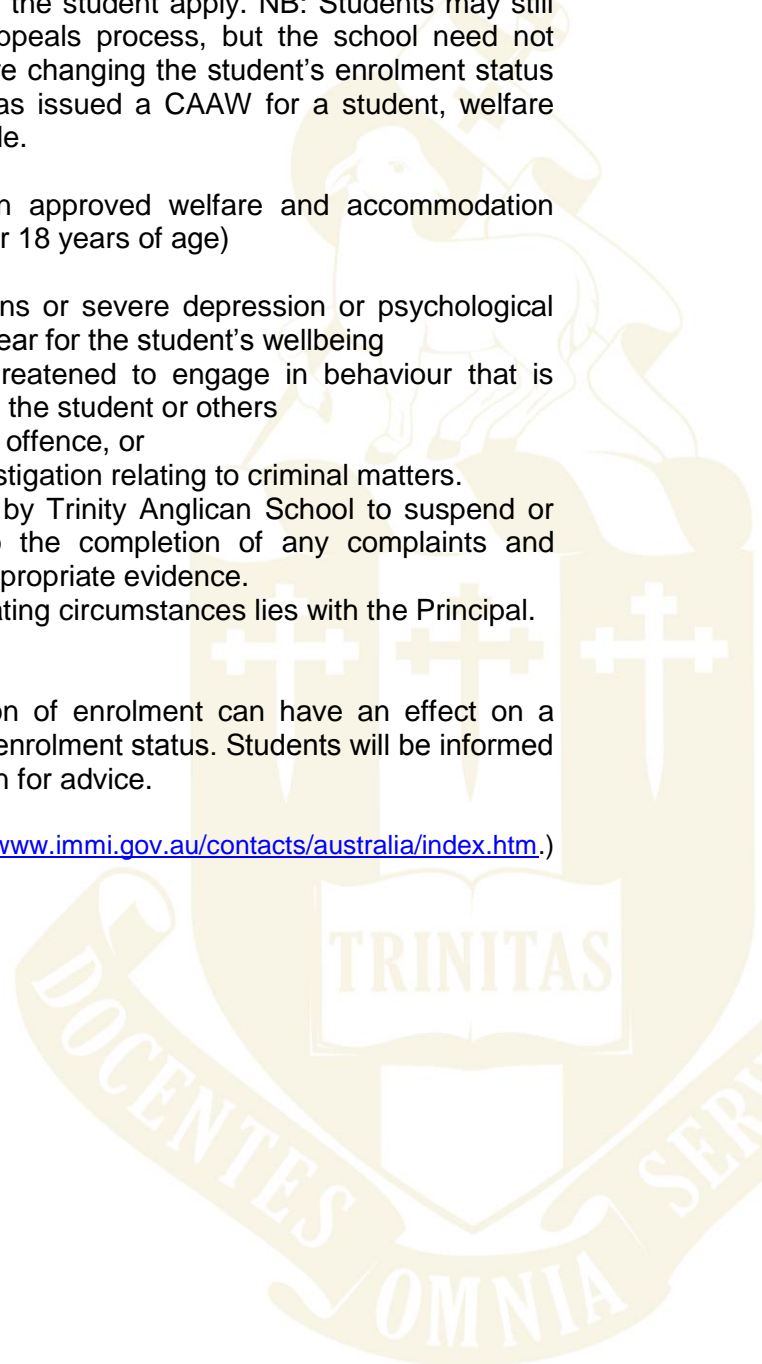 the student apply. NB: Students may still
ppeals process, but the school need not
re changing the student's enrolment status
as issued a CAAW for a student, welfare
le.
n approved welfare and accommodation
r 18 years of age)
ns or severe depression or psychological
ear for the student's wellbeing
reatened to engage in behaviour that is
the student or others
offence, or
stigation relating to criminal matters.
by Trinity Anglican School to suspend or
o the completion of any complaints and
propriate evidence.
ating circumstances lies with the Principal.
on of enrolment can have an effect on a
enrolment status. Students will be informed
n for advice.
www.immi.gov.au/contacts/australia/index.htm.)
TRINITAS
DOCENTES OMNIA SERV